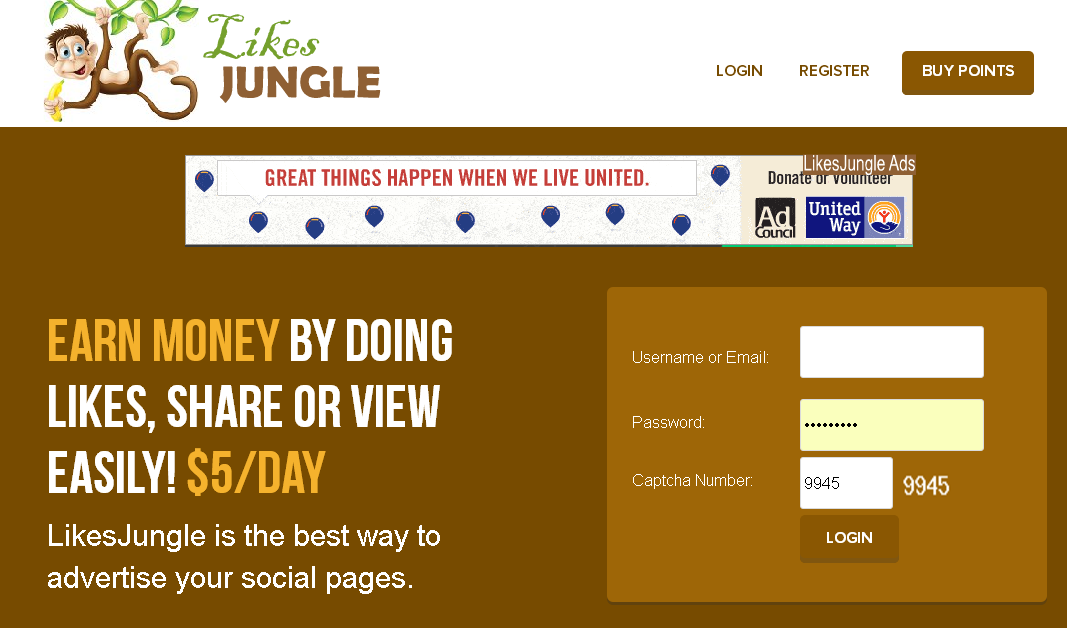 Likes
JUNGLE
LOGIN
REGISTER
BUY POINTS
GREAT THINGS HAPPEN WHEN WE LIVE UNITED.
LikesJungle Ads
Donate or Volunteer
Ad
Council
United
Way
EARN MONEY BY DOING
LIKES, SHARE OR VIEW
EASILY! $5/DAY
LikesJungle is the best way to
advertise your social pages.
Username or Email:
Password:
•••••••••
Captcha Number:
9945
9945
LOGIN